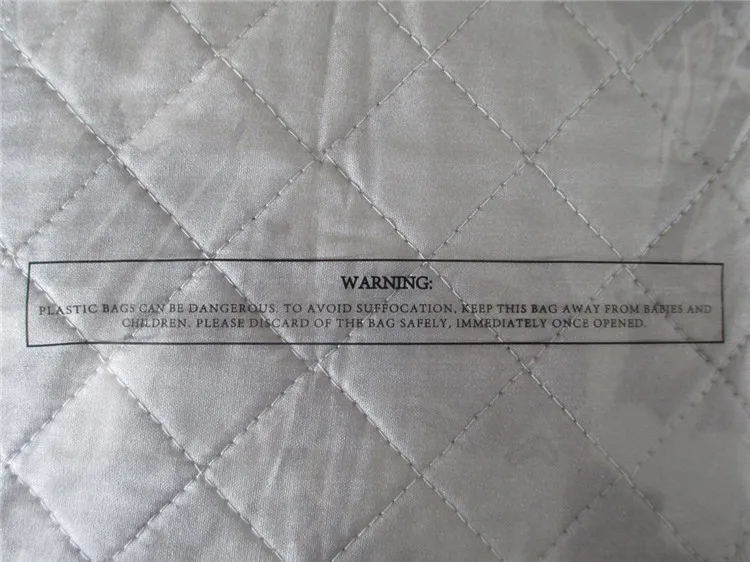 WARNING:
PLASTIC BAGS CAN BE DANGEROUS. TO AVOID SUFFOCATION, KEEP THIS BAG AWAY FROM BABIES AND
CHILDREN. PLEASE DISCARD OF THE BAG SAFELY, IMMEDIATELY ONCE OPENED.